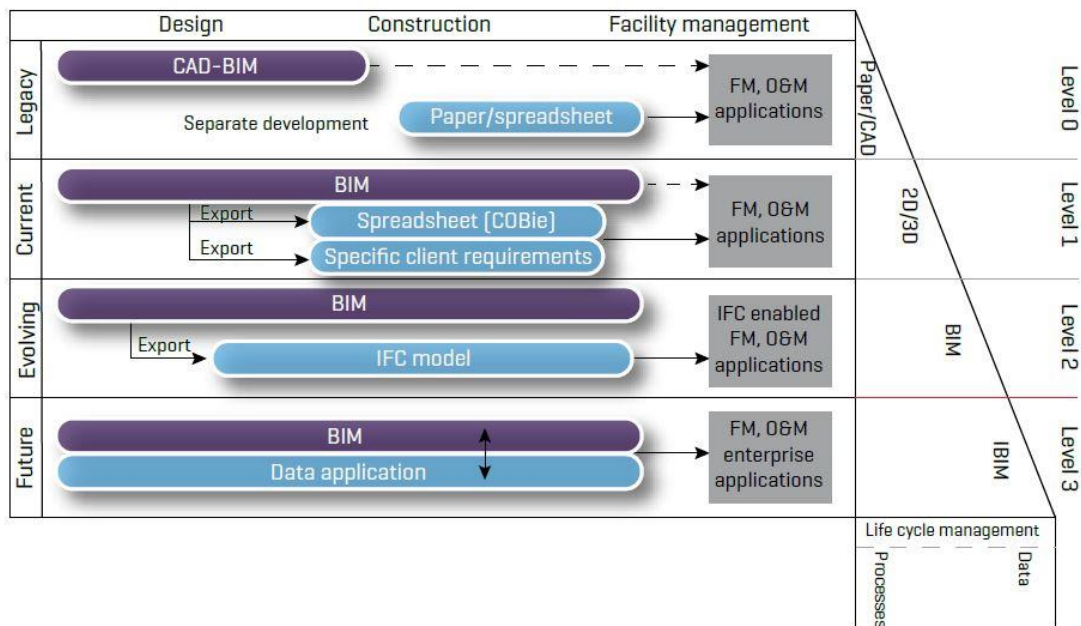 Design
Construction
Facility management
Legacy
CAD-BIM
Separate development
Paper/spreadsheet
FM, O&M
applications
Paper/CAD
Level 0
Current
BIM
Export
Spreadsheet (COBie)
Export
Specific client requirements
FM, O&M
applications
2D/3D
Level 1
Evolving
BIM
Export
IFC model
IFC enabled
FM, O&M
applications
BIM
Level 2
Future
BIM
Data application
FM, O&M
enterprise
applications
IBIM
Level 3
Life cycle management
Processes
Data